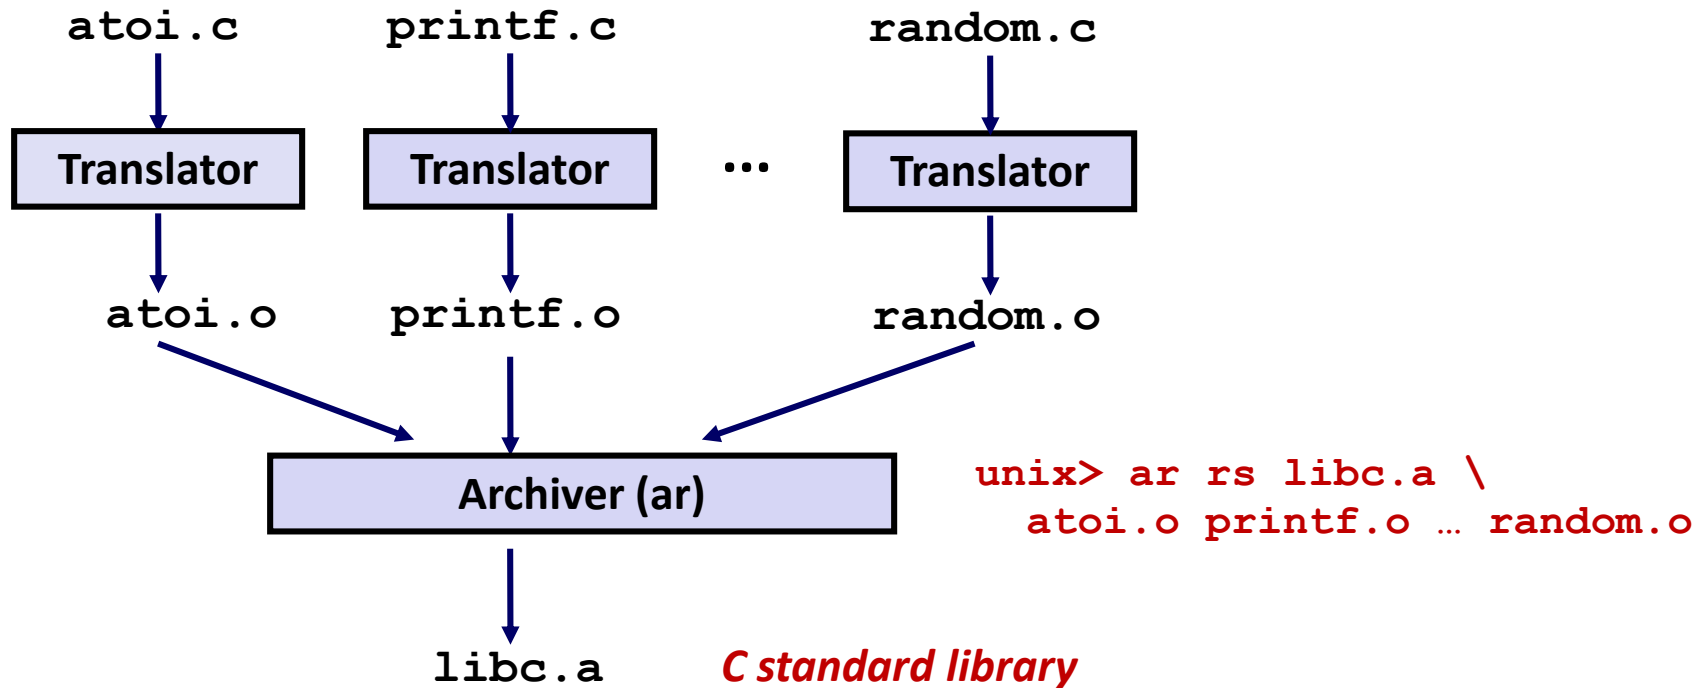 atoi.c printf.c random.c
Translator Translator ... Translator
atoi.o printf.o random.o
Archiver (ar)
unix> ar rs libc.a \
atoi.o printf.o … random.o
libc.a C standard library